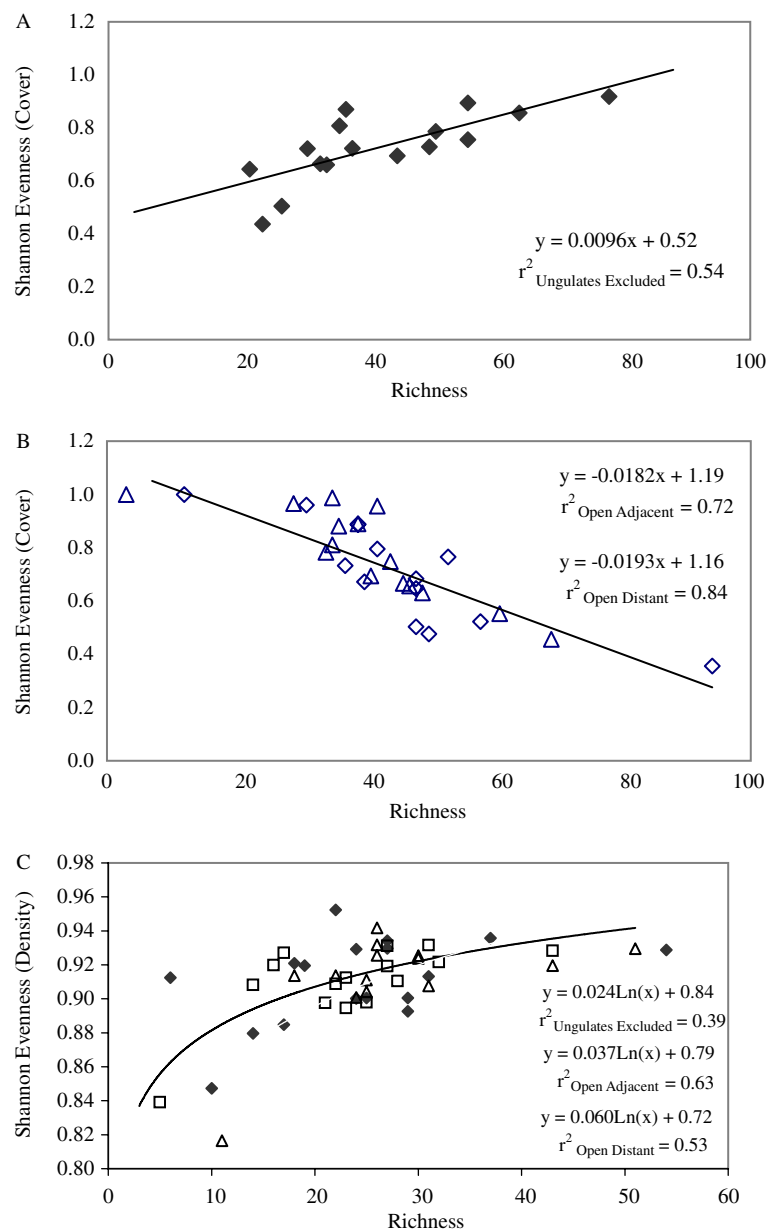 A
Shannon Evenness (Cover)
1.2
1.0
0.8
0.6
0.4
0.2
0.0
y = 0.0096x + 0.52
r² Ungulates Excluded = 0.54
0 20 40 60 80 100
Richness
B
Shannon Evenness (Cover)
1.2
1.0
0.8
0.6
0.4
0.2
0.0
y = -0.0182x + 1.19
r² Open Adjacent = 0.72
y = -0.0193x + 1.16
r² Open Distant = 0.84
0 20 40 60 80 100
Richness
C
Shannon Evenness (Density)
0.98
0.96
0.94
0.92
0.90
0.88
0.86
0.84
0.82
0.80
y = 0.024Ln(x) + 0.84
r² Ungulates Excluded = 0.39
y = 0.037Ln(x) + 0.79
r² Open Adjacent = 0.63
y = 0.060Ln(x) + 0.72
r² Open Distant = 0.53
0 10 20 30 40 50 60
Richness